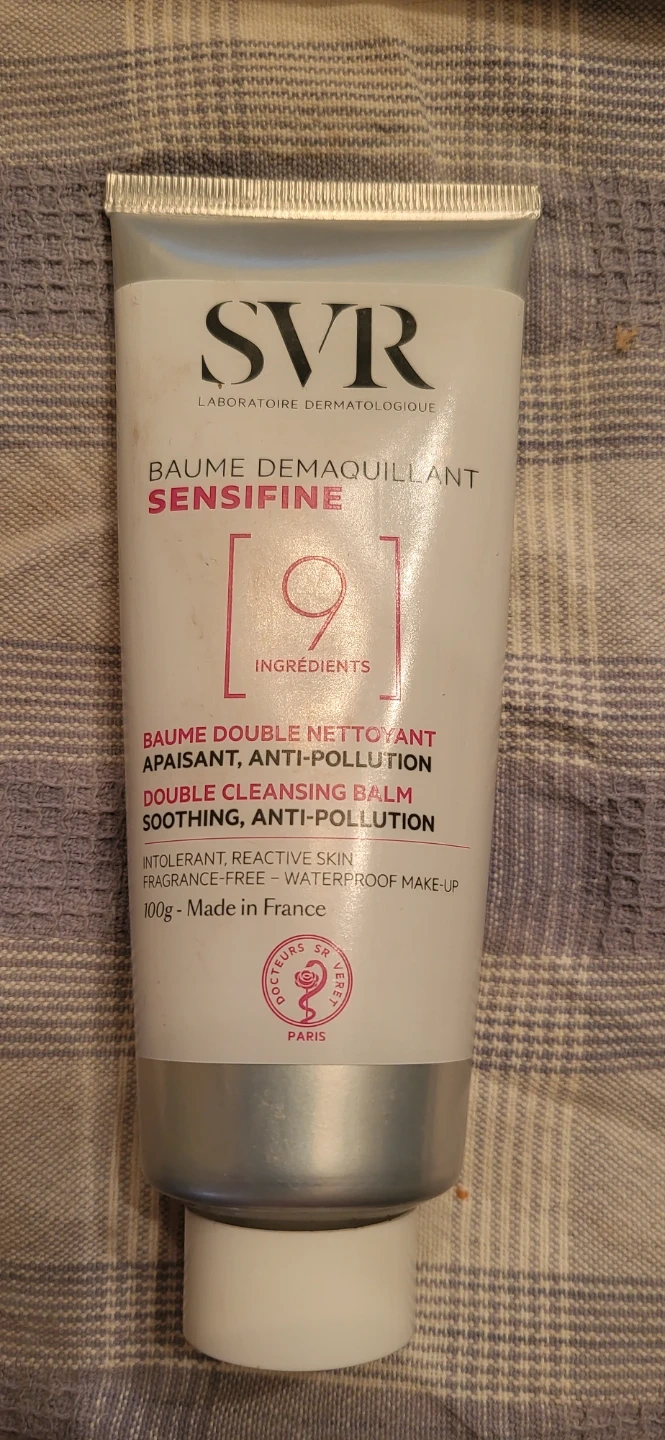 SVR
LABORATOIRE DERMATOLOGIQUE
BAUME DEMAQUILLANT
SENSIFINE
9
INGRÉDIENTS
BAUME DOUBLE NETTOYANT
APAISANT, ANTI-POLLUTION
DOUBLE CLEANSING BALM
SOOTHING, ANTI-POLLUTION
INTOLERANT, REACTIVE SKIN
FRAGRANCE-FREE – WATERPROOF MAKE-UP
100g - Made in France
DOCTEURS SR VERET
PARIS